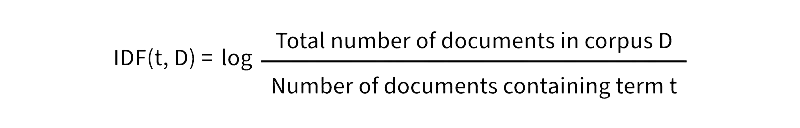 Total number of documents in corpus D
IDF(t, D) = log
Number of documents containing term t